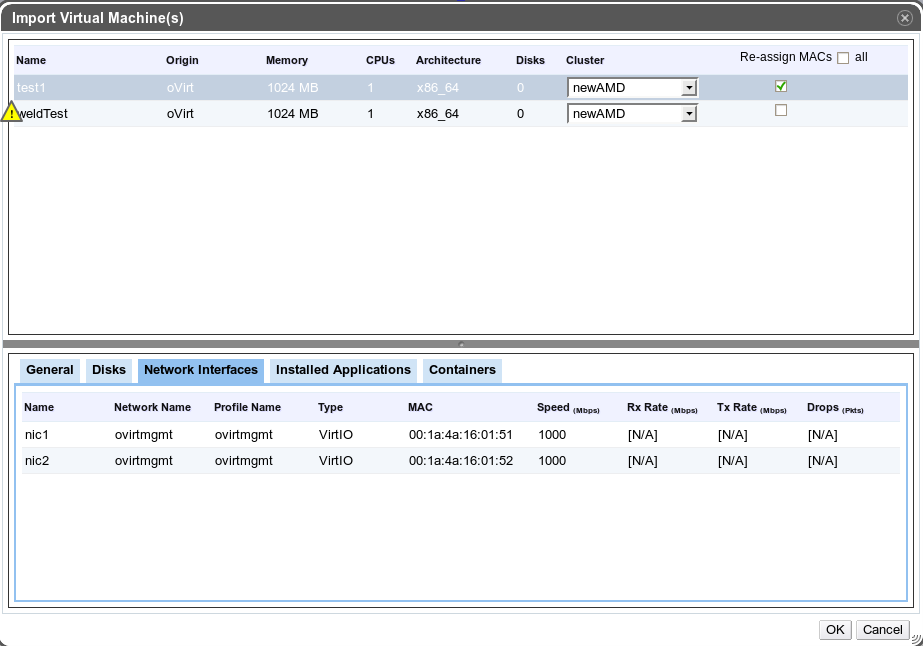 Import Virtual Machine(s)
Name Origin Memory CPUs Architecture Disks Cluster Re-assign MACs all
test1 oVirt 1024 MB 1 x86_64 0 newAMD
weldTest oVirt 1024 MB 1 x86_64 0 newAMD
General Disks Network Interfaces Installed Applications Containers
Name Network Name Profile Name Type MAC Speed (Mbps) Rx Rate (Mbps) Tx Rate (Mbps) Drops (Pkts)
nic1 ovirtmgmt ovirtmgmt VirtIO 00:1a:4a:16:01:51 1000 [N/A] [N/A] [N/A]
nic2 ovirtmgmt ovirtmgmt VirtIO 00:1a:4a:16:01:52 1000 [N/A] [N/A] [N/A]
OK Cancel